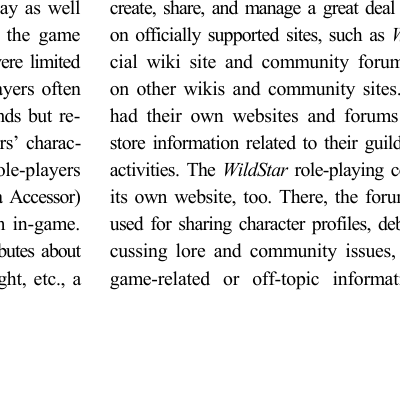 ay as well
the game
were limited
ayers often
nds but re-
rs’ charac-
ole-players
Accessor)
in-game.
butes about
ght, etc., a
create, share, and manage a great deal
on officially supported sites, such as
cial wiki site and community forum
on other wikis and community sites.
had their own websites and forums
store information related to their guild
activities. The WildStar role-playing
its own website, too. There, the foru
used for sharing character profiles, deb
cussing lore and community issues,
game-related or off-topic informat